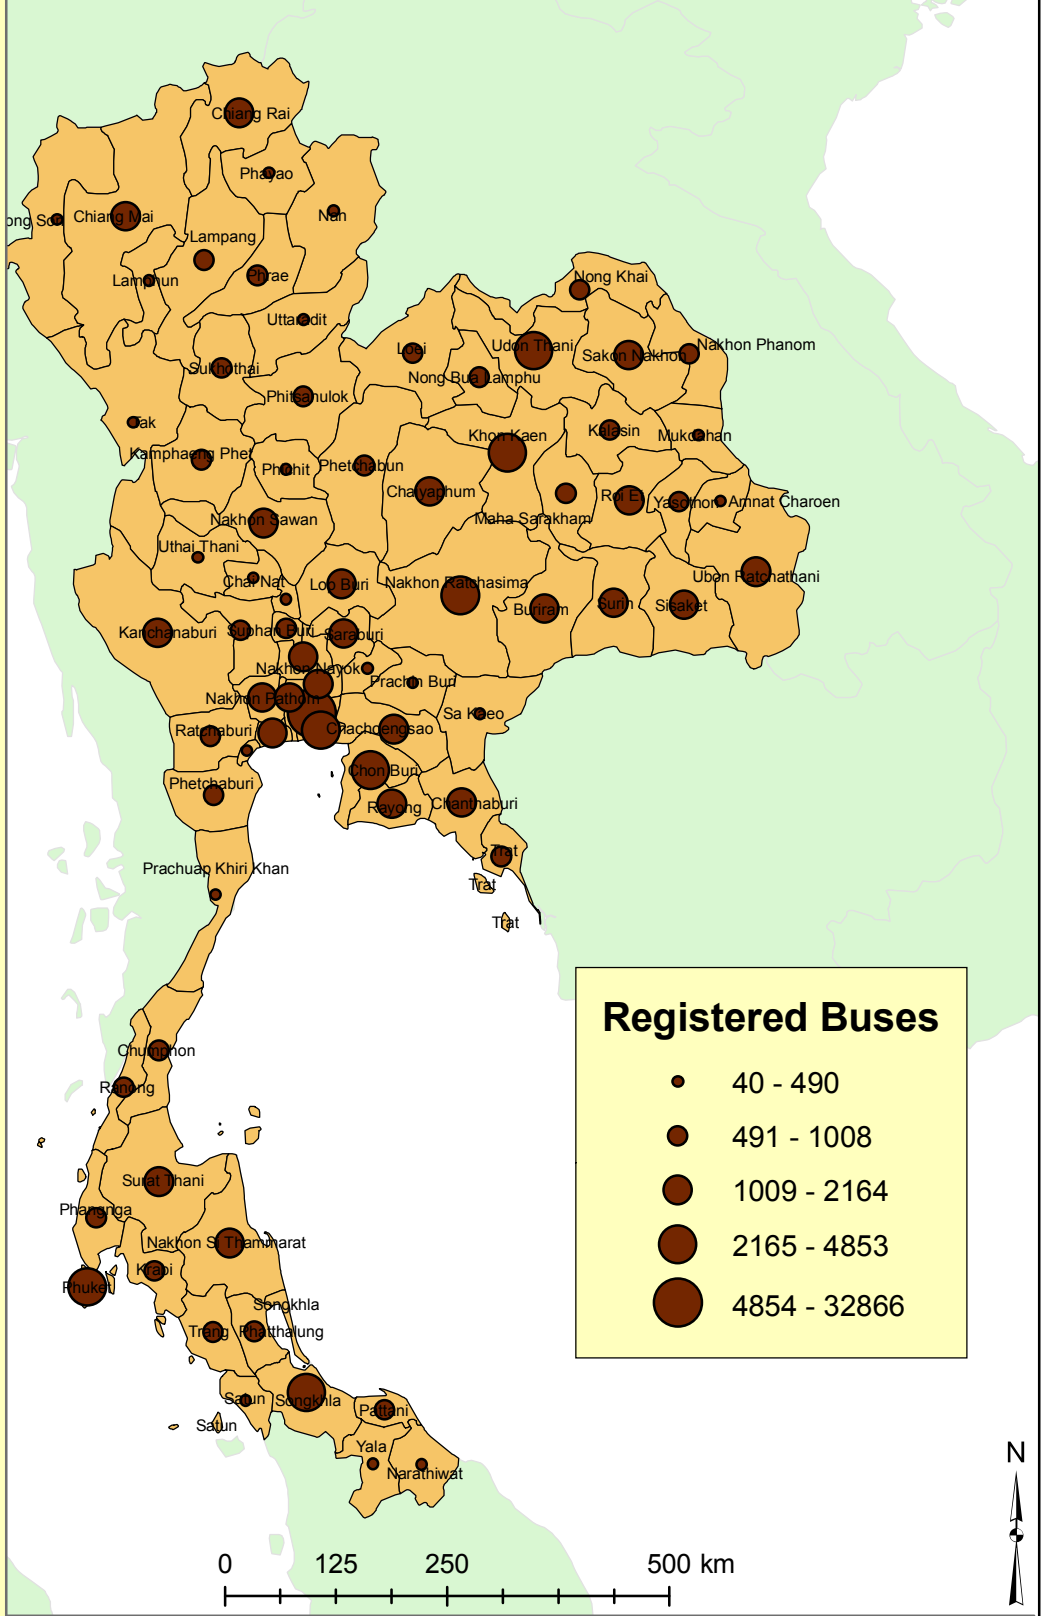 Chiang Rai
Phayao
Nan
ong Son
Chiang Mai
Lampang
Lamphun
Phrae
Nong Khai
Uttaradit
Loei
Udon Thani
Sakon Nakhon
Nakhon Phanom
Sukhothai
Nong Bua Lamphu
Phitsanulok
Tak
Khon Kaen
Kalasin
Mukdahan
Kamphaeng Phet
Phichit
Phetchabun
Chaiyaphum
Roi Et
Yasothon
Amnat Charoen
Nakhon Sawan
Maha Sarakham
Uthai Thani
Chai Nat
Lop Buri
Nakhon Ratchasima
Ubon Ratchathani
Buriram
Surin
Sisaket
Kanchanaburi
Suphan Buri
Saraburi
Nakhon Nayok
Prachin Buri
Nakhon Pathom
Sa Kaeo
Ratchaburi
Chachoengsao
Chon Buri
Phetchaburi
Rayong
Chanthaburi
Trat
Prachuap Khiri Khan
Trat
Trat
Registered Buses
40 - 490
491 - 1008
1009 - 2164
2165 - 4853
4854 - 32866
Chumphon
Ranong
Surat Thani
Phangnga
Nakhon Si Thammarat
Krabi
Phuket
Songkhla
Trang
Phatthalung
Satun
Songkhla
Pattani
Satun
Yala
Narathiwat
N
0 125 250 500 km